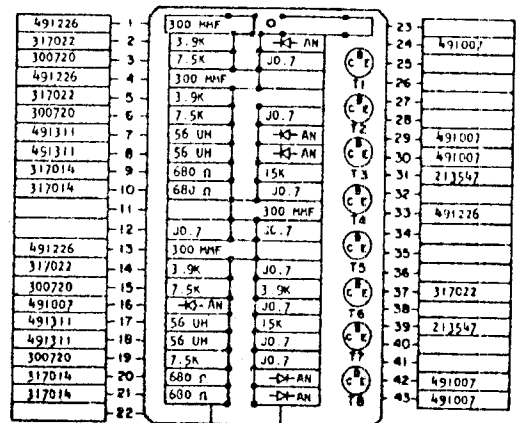 491226 1 300 MMF O 23
317022 2 3.9K AN 24 491007
300720 3 7.5K J0.7 C B E 25
491226 4 300 MMF T1 26
317022 5 3.9K 27
300720 6 7.5K J0.7 C B E T2 28
491311 7 56 UH AN 29 491007
491311 8 56 UH AN C B E 30 491007
317014 9 680 Ω 15K T3 31 213547
317014 10 680 Ω J0.7 32
11 300 MMF C B E T4 33 491226
12 J0.7 34
491226 13 300 MMF C B E 35
317022 14 3.9K J0.7 T5 36
300720 15 7.5K 3.9K C B E 37 317022
491007 16 AN J0.7 T6 38
491311 17 56 UH 15K 39 213547
491311 18 56 UH J0.7 C B E 40
300720 19 7.5K J0.7 T7 41
317014 20 680 AN C B E 42 491007
317014 21 680 Ω AN T8 43 491007
22